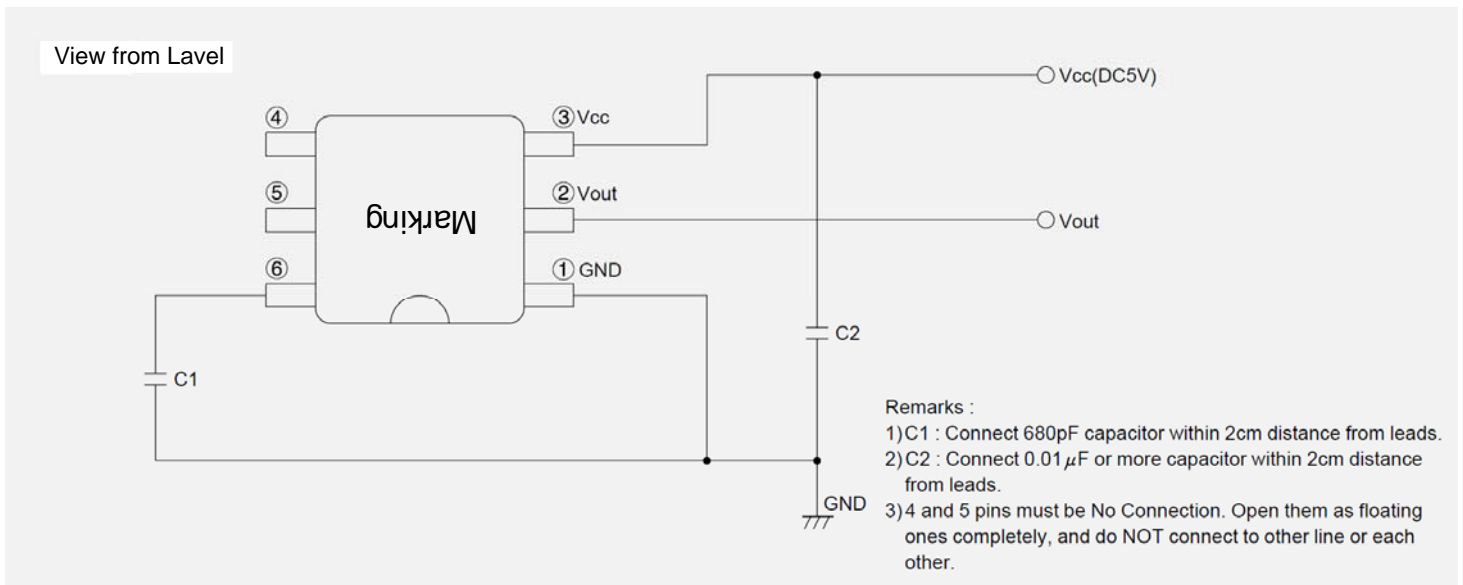 View from Lavel
④
③Vcc
Vcc(DC5V)
⑤
②Vout
Marking
Vout
⑥
①GND
C2
C1
GND
Remarks :
1)C1 : Connect 680pF capacitor within 2cm distance from leads.
2)C2 : Connect 0.01μF or more capacitor within 2cm distance
from leads.
3)4 and 5 pins must be No Connection. Open them as floating
ones completely, and do NOT connect to other line or each
other.